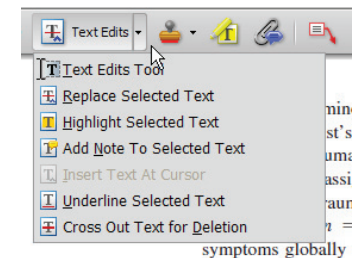 Text Edits
Text Edits Tool
Replace Selected Text
Highlight Selected Text
Add Note To Selected Text
Insert Text At Cursor
Underline Selected Text
Cross Out Text for Deletion
symptoms globally